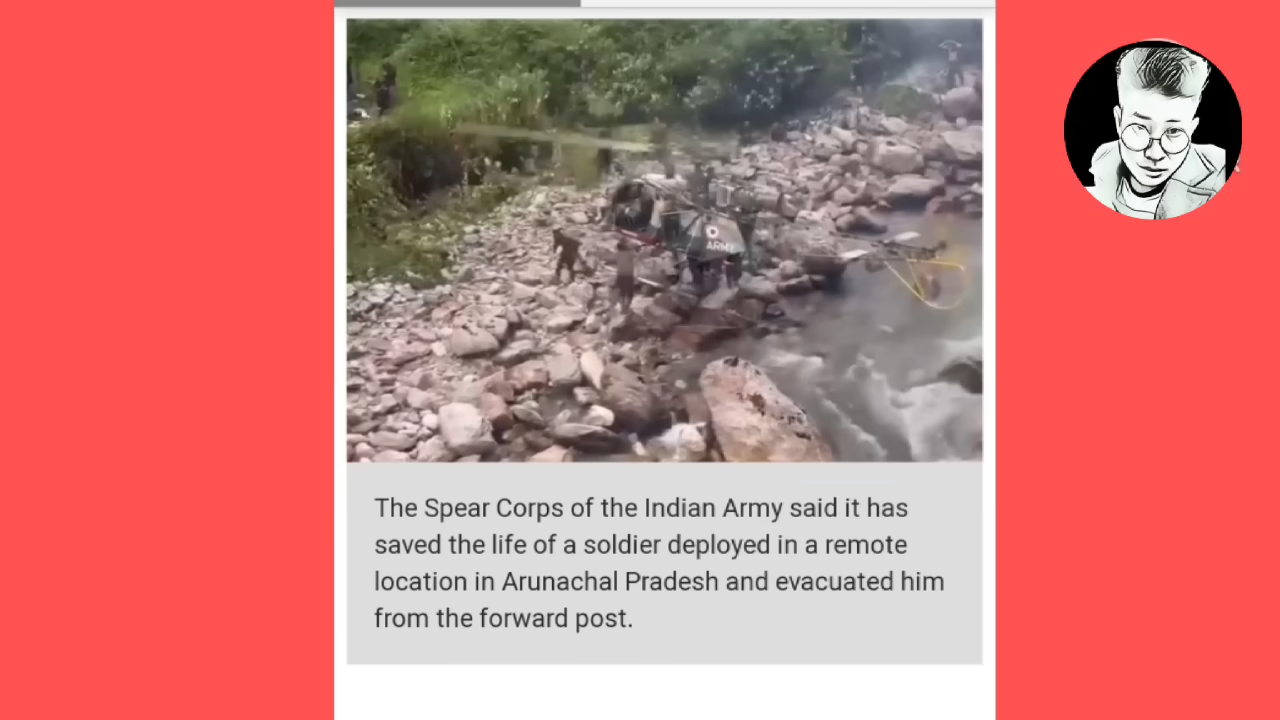 ARMY
The Spear Corps of the Indian Army said it has
saved the life of a soldier deployed in a remote
location in Arunachal Pradesh and evacuated him
from the forward post.